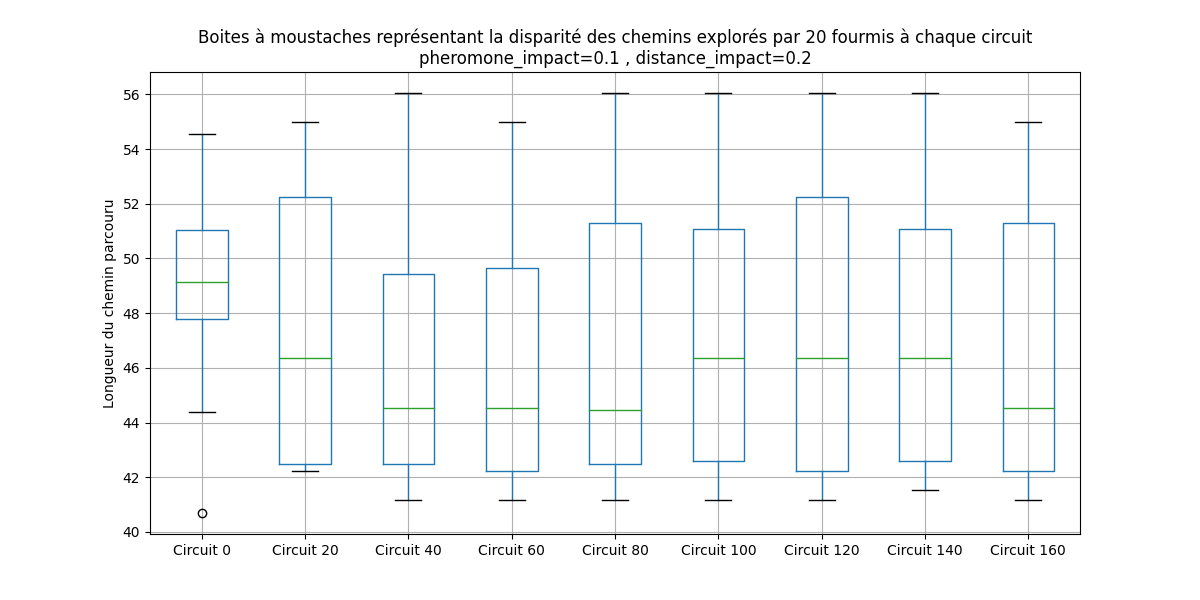 Boites à moustaches représentant la disparité des chemins explorés par 20 fourmis à chaque circuit
pheromone_impact=0.1 , distance_impact=0.2
Longueur du chemin parcouru
56
54
52
50
48
46
44
42
40
Circuit 0 Circuit 20 Circuit 40 Circuit 60 Circuit 80 Circuit 100 Circuit 120 Circuit 140 Circuit 160